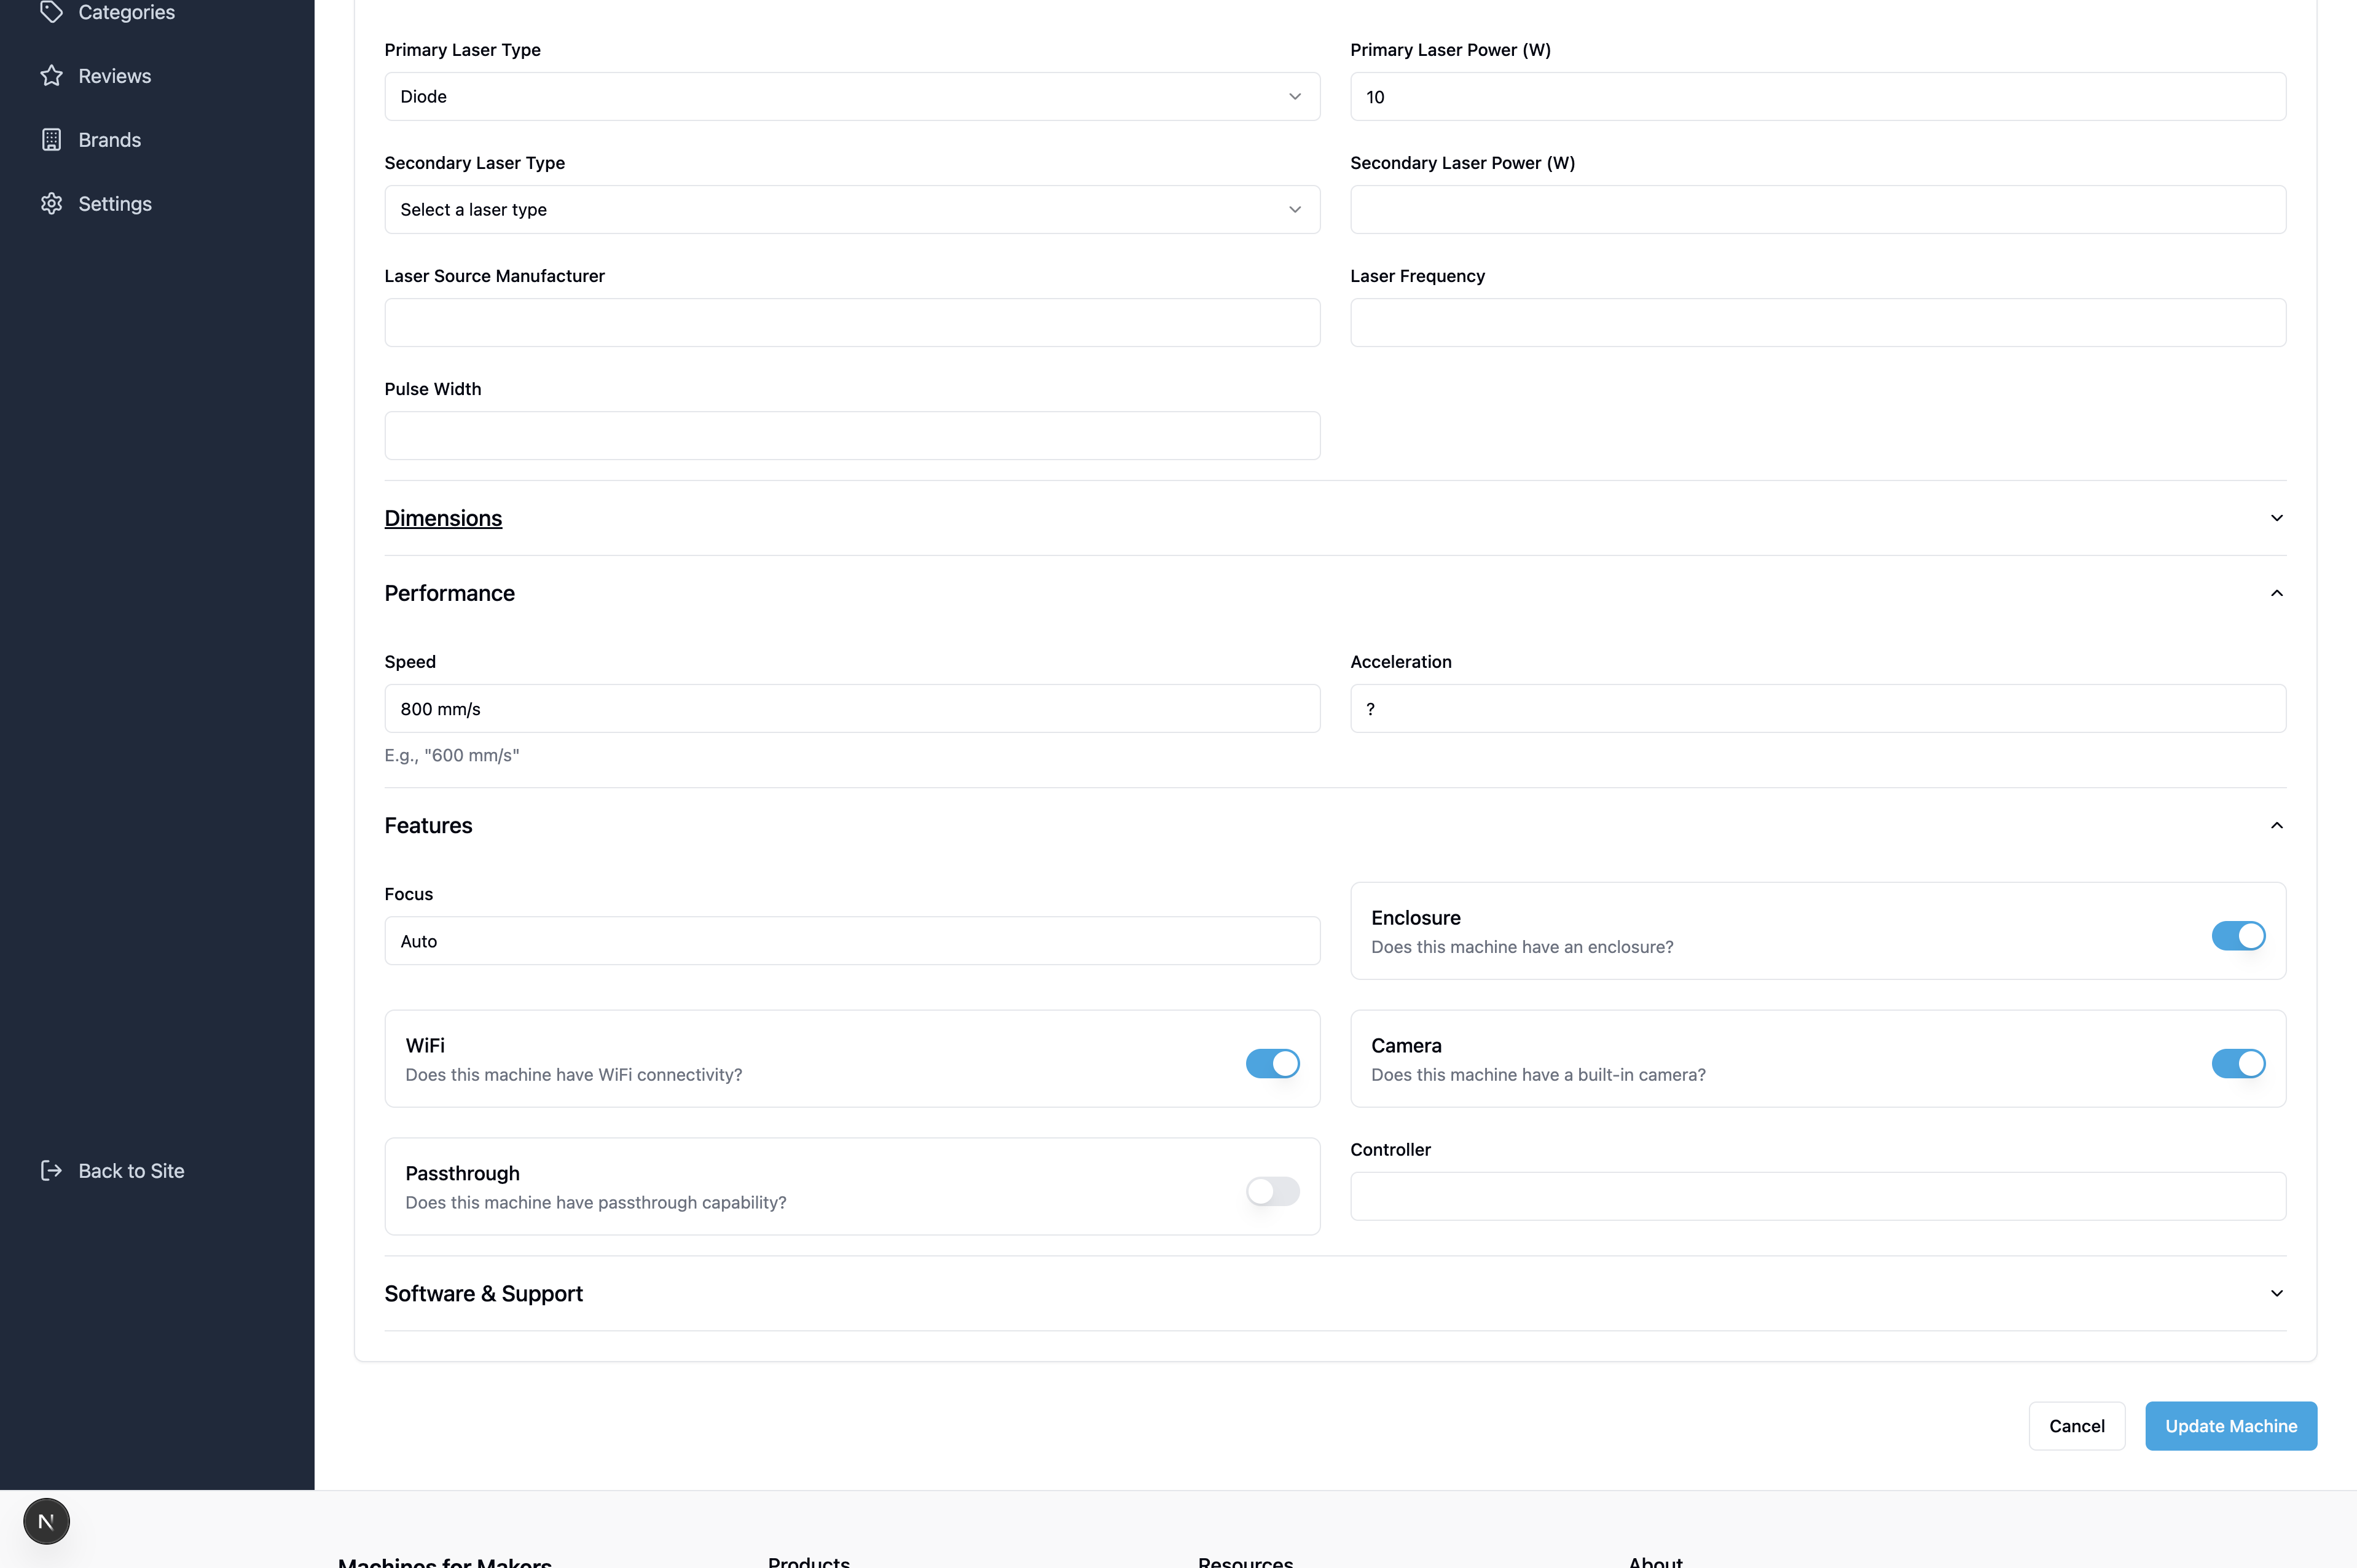 Categories
Reviews
Brands
Settings
Back to Site
Primary Laser Type
Diode
Primary Laser Power (W)
10
Secondary Laser Type
Select a laser type
Secondary Laser Power (W)
Laser Source Manufacturer
Laser Frequency
Pulse Width
Dimensions
Performance
Speed
800 mm/s
E.g., "600 mm/s"
Acceleration
?
Features
Focus
Auto
Enclosure
Does this machine have an enclosure?
WiFi
Does this machine have WiFi connectivity?
Camera
Does this machine have a built-in camera?
Passthrough
Does this machine have passthrough capability?
Controller
Software & Support
Cancel
Update Machine
N
Machines for Makers
Products
Resources
About